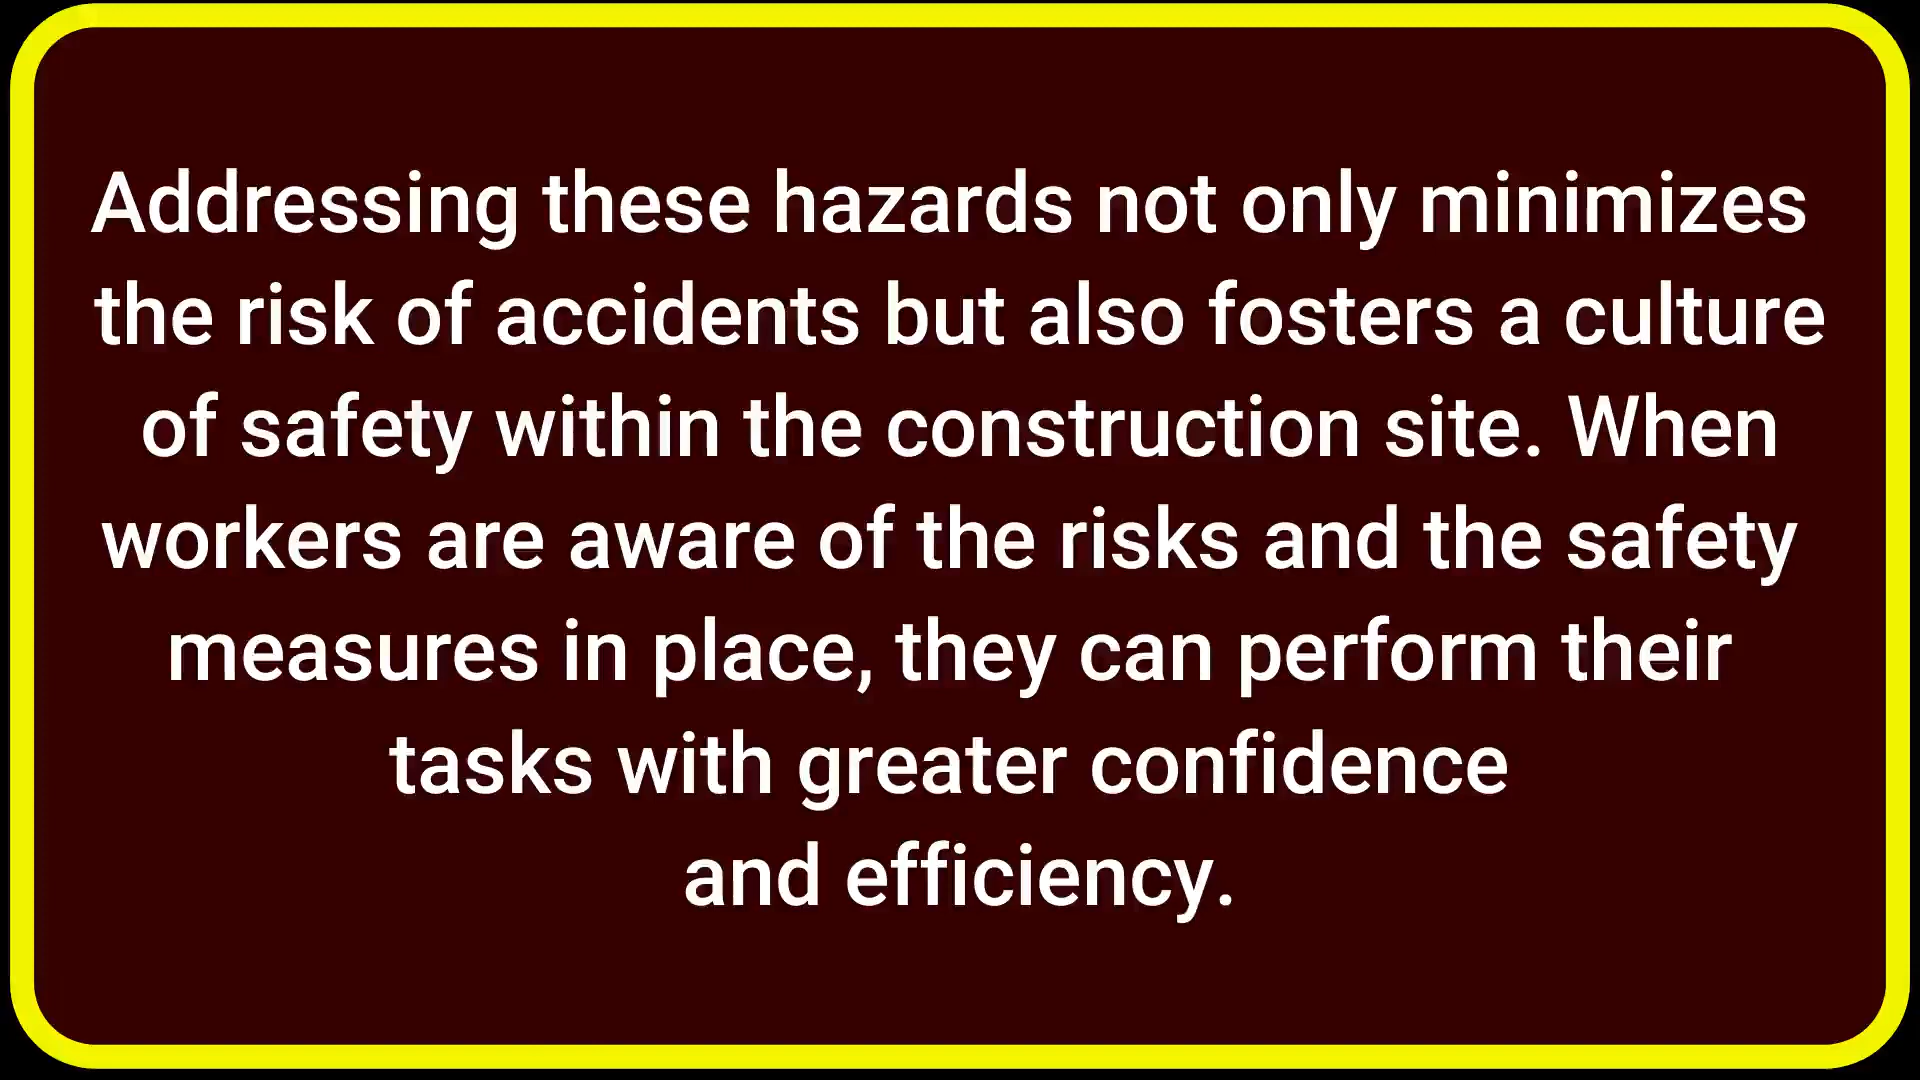 Addressing these hazards not only minimizes
the risk of accidents but also fosters a culture
of safety within the construction site. When
workers are aware of the risks and the safety
measures in place, they can perform their
tasks with greater confidence
and efficiency.